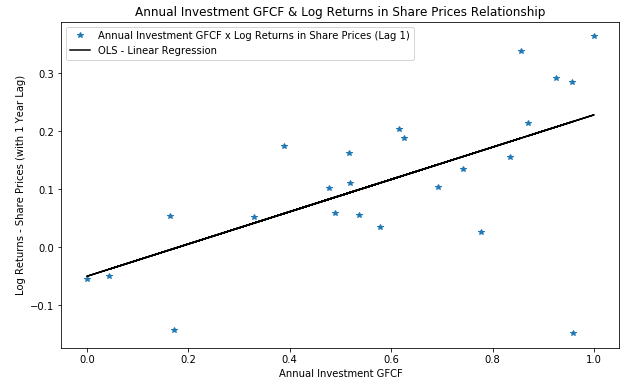 Annual Investment GFCF & Log Returns in Share Prices Relationship
Annual Investment GFCF x Log Returns in Share Prices (Lag 1)
OLS - Linear Regression
Log Returns - Share Prices (with 1 Year Lag)
0.3
0.2
0.1
0.0
−0.1
0.0 0.2 0.4 0.6 0.8 1.0
Annual Investment GFCF